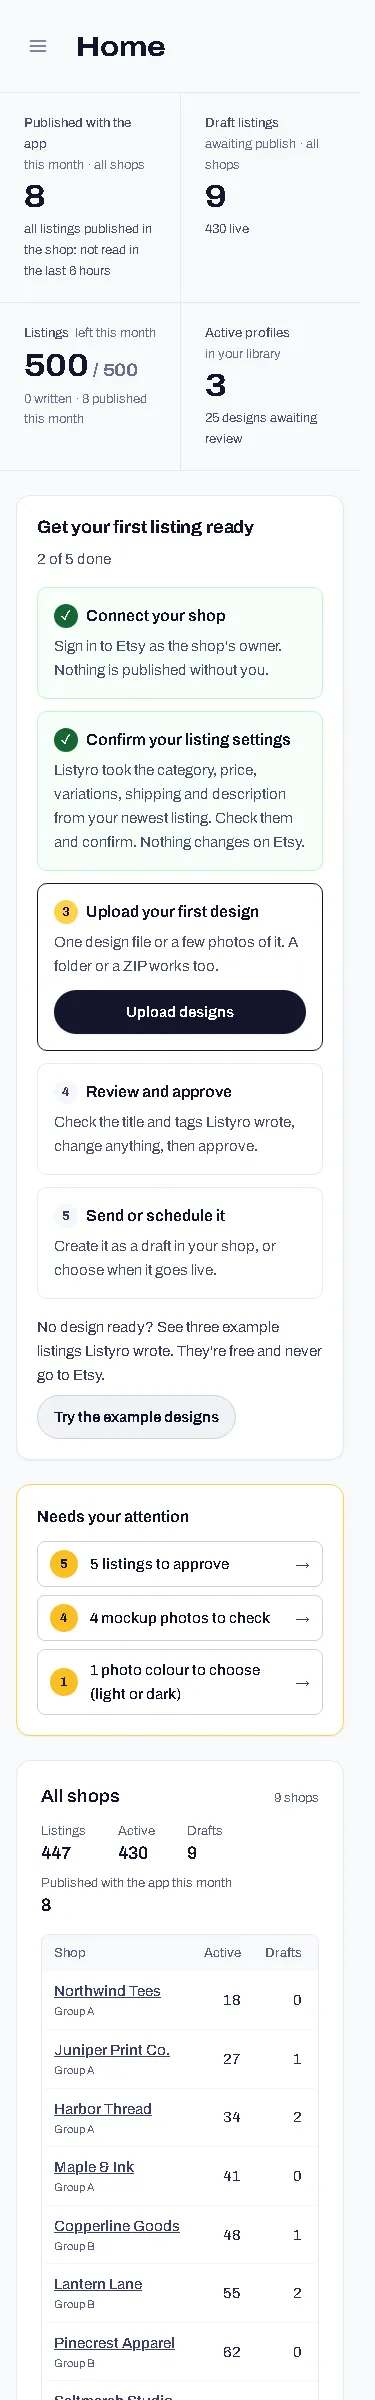 Home
Published with the
app
this month · all shops
8
all listings published in
the shop: not read in
the last 6 hours
Draft listings
awaiting publish · all
shops
9
430 live
Listings left this month
500 / 500
0 written · 8 published
this month
Active profiles
in your library
3
25 designs awaiting
review
Get your first listing ready
2 of 5 done
✓ Connect your shop
Sign in to Etsy as the shop's owner.
Nothing is published without you.
✓ Confirm your listing settings
Listyro took the category, price,
variations, shipping and description
from your newest listing. Check them
and confirm. Nothing changes on Etsy.
3 Upload your first design
One design file or a few photos of it. A
folder or a ZIP works too.
Upload designs
4 Review and approve
Check the title and tags Listyro wrote,
change anything, then approve.
5 Send or schedule it
Create it as a draft in your shop, or
choose when it goes live.
No design ready? See three example
listings Listyro wrote. They're free and never
go to Etsy.
Try the example designs
Needs your attention
5 5 listings to approve →
4 4 mockup photos to check →
1 1 photo colour to choose
(light or dark) →
All shops 9 shops
Listings Active Drafts
447 430 9
Published with the app this month
8
Shop Active Drafts
Northwind Tees 18 0
Group A
Juniper Print Co. 27 1
Group A
Harbor Thread 34 2
Group A
Maple & Ink 41 0
Group A
Copperline Goods 48 1
Group B
Lantern Lane 55 2
Group B
Pinecrest Apparel 62 0
Group B